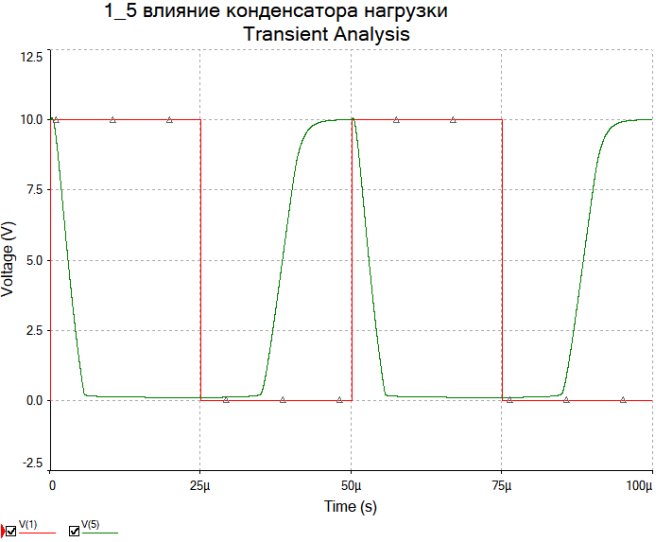 1_5 влияние конденсатора нагрузки
Transient Analysis
12.5
10.0
7.5
5.0
2.5
0.0
-2.5
Voltage (V)
0 25µ 50µ 75µ 100µ
Time (s)
V(1) V(5)